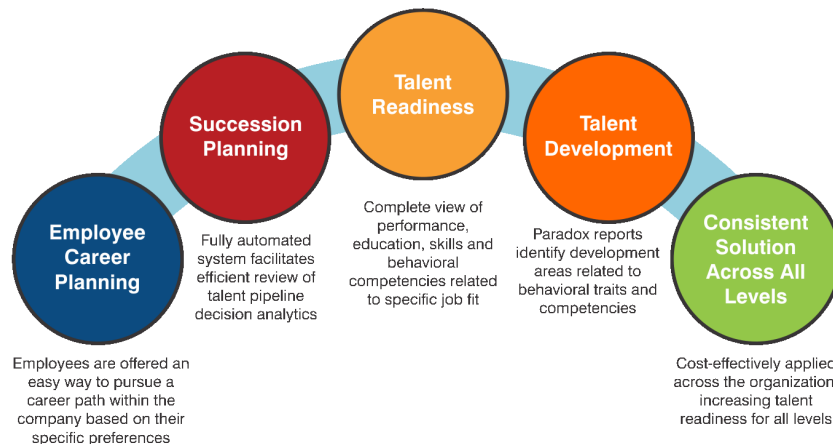 Employee
Career
Planning
Employees are offered an
easy way to pursue a
career path within the
company based on their
specific preferences
Succession
Planning
Fully automated
system facilitates
efficient review of
talent pipeline
decision analytics
Talent
Readiness
Complete view of
performance,
education, skills and
behavioral
competencies related
to specific job fit
Talent
Development
Paradox reports
identify development
areas related to
behavioral traits and
competencies
Consistent
Solution
Across All
Levels
Cost-effectively applied
across the organization,
increasing talent
readiness for all levels